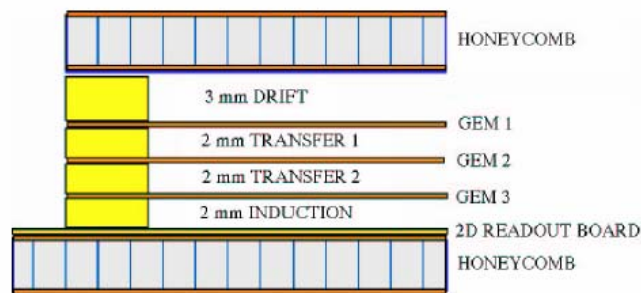 HONEYCOMB
3 mm DRIFT
GEM 1
2 mm TRANSFER 1
GEM 2
2 mm TRANSFER 2
GEM 3
2 mm INDUCTION
2D READOUT BOARD
HONEYCOMB